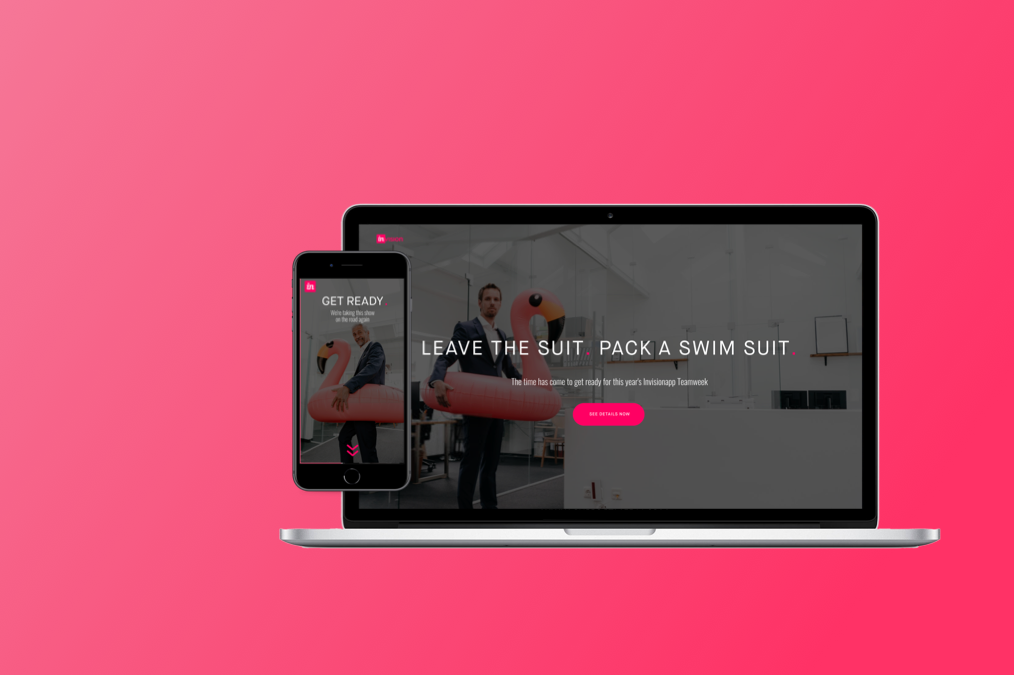 in
GET READY.
We're taking this show
on the road again
in
LEAVE THE SUIT. PACK A SWIM SUIT.
The time has come to get ready for this year's Invisionapp Teamweek
SEE DETAILS NOW